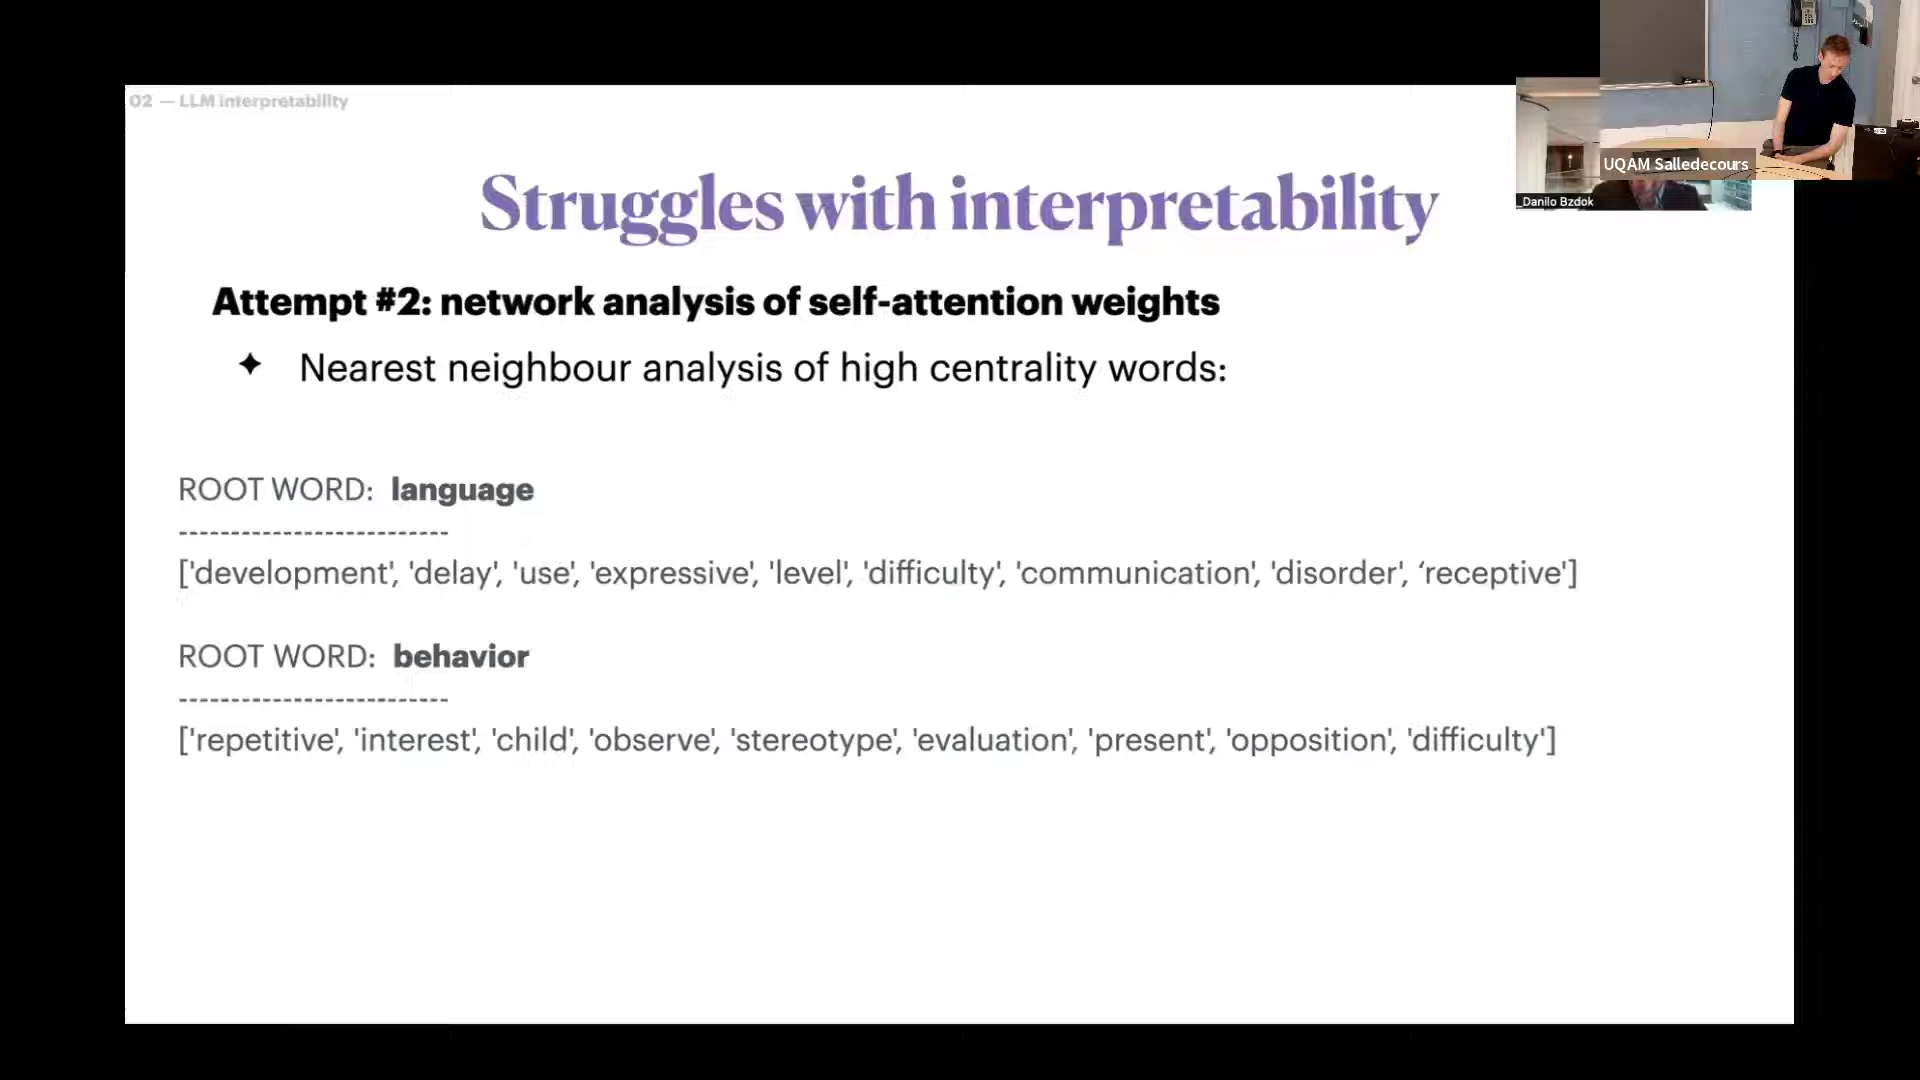 02 — LLM interpretability
Struggles with interpretability
Attempt #2: network analysis of self-attention weights
✦ Nearest neighbour analysis of high centrality words:
ROOT WORD: language
--------------------------
['development', 'delay', 'use', 'expressive', 'level', 'difficulty', 'communication', 'disorder', ‘receptive']
ROOT WORD: behavior
--------------------------
['repetitive', 'interest', 'child', 'observe', 'stereotype', 'evaluation', 'present', 'opposition', 'difficulty']
UQAM Salledecours
_Danilo Bzdok